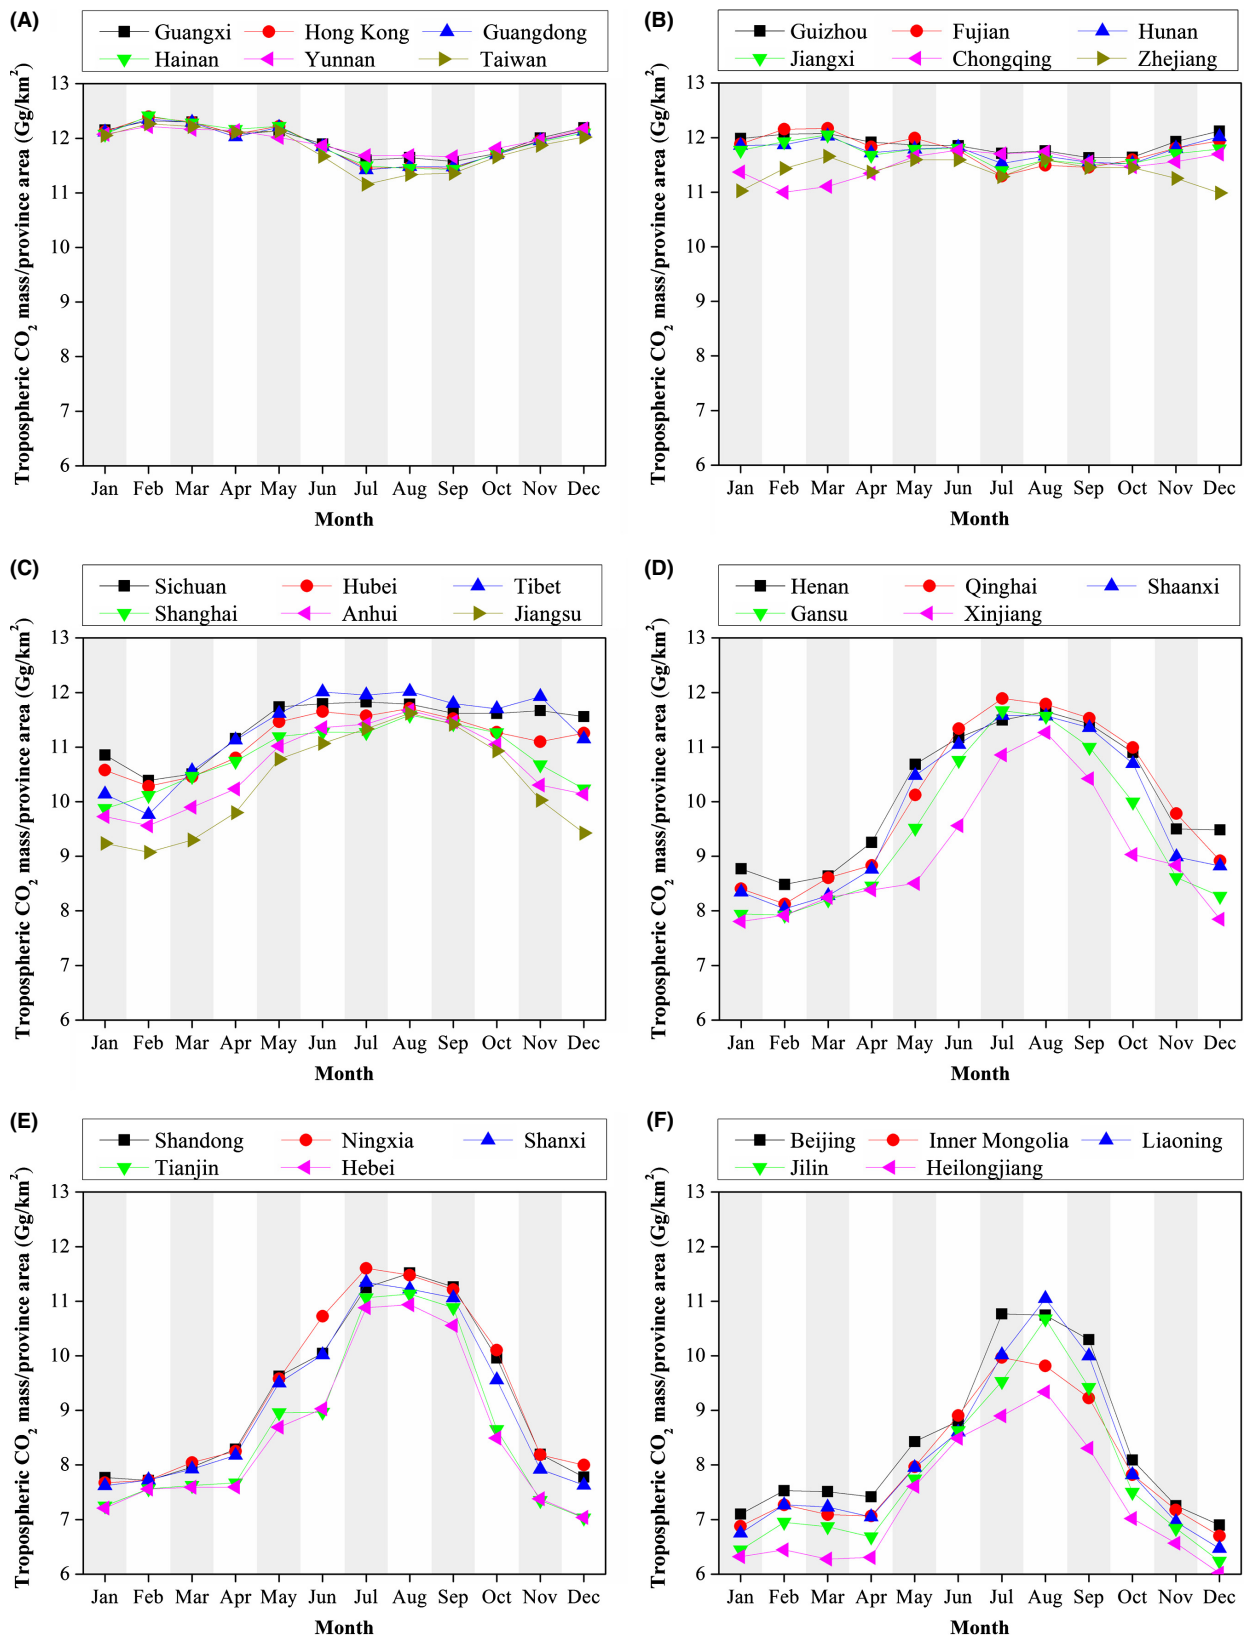 (A)
Guangxi Hong Kong Guangdong
Hainan Yunnan Taiwan
Tropospheric CO2 mass/province area (Gg/km2)
13
12
11
10
9
8
7
6
Jan Feb Mar Apr May Jun Jul Aug Sep Oct Nov Dec
Month
(B)
Guizhou Fujian Hunan
Jiangxi Chongqing Zhejiang
Tropospheric CO2 mass/province area (Gg/km2)
13
12
11
10
9
8
7
6
Jan Feb Mar Apr May Jun Jul Aug Sep Oct Nov Dec
Month
(C)
Sichuan Hubei Tibet
Shanghai Anhui Jiangsu
Tropospheric CO2 mass/province area (Gg/km2)
13
12
11
10
9
8
7
6
Jan Feb Mar Apr May Jun Jul Aug Sep Oct Nov Dec
Month
(D)
Henan Qinghai Shaanxi
Gansu Xinjiang
Tropospheric CO2 mass/province area (Gg/km2)
13
12
11
10
9
8
7
6
Jan Feb Mar Apr May Jun Jul Aug Sep Oct Nov Dec
Month
(E)
Shandong Ningxia Shanxi
Tianjin Hebei
Tropospheric CO2 mass/province area (Gg/km2)
13
12
11
10
9
8
7
6
Jan Feb Mar Apr May Jun Jul Aug Sep Oct Nov Dec
Month
(F)
Beijing Inner Mongolia Liaoning
Jilin Heilongjiang
Tropospheric CO2 mass/province area (Gg/km2)
13
12
11
10
9
8
7
6
Jan Feb Mar Apr May Jun Jul Aug Sep Oct Nov Dec
Month